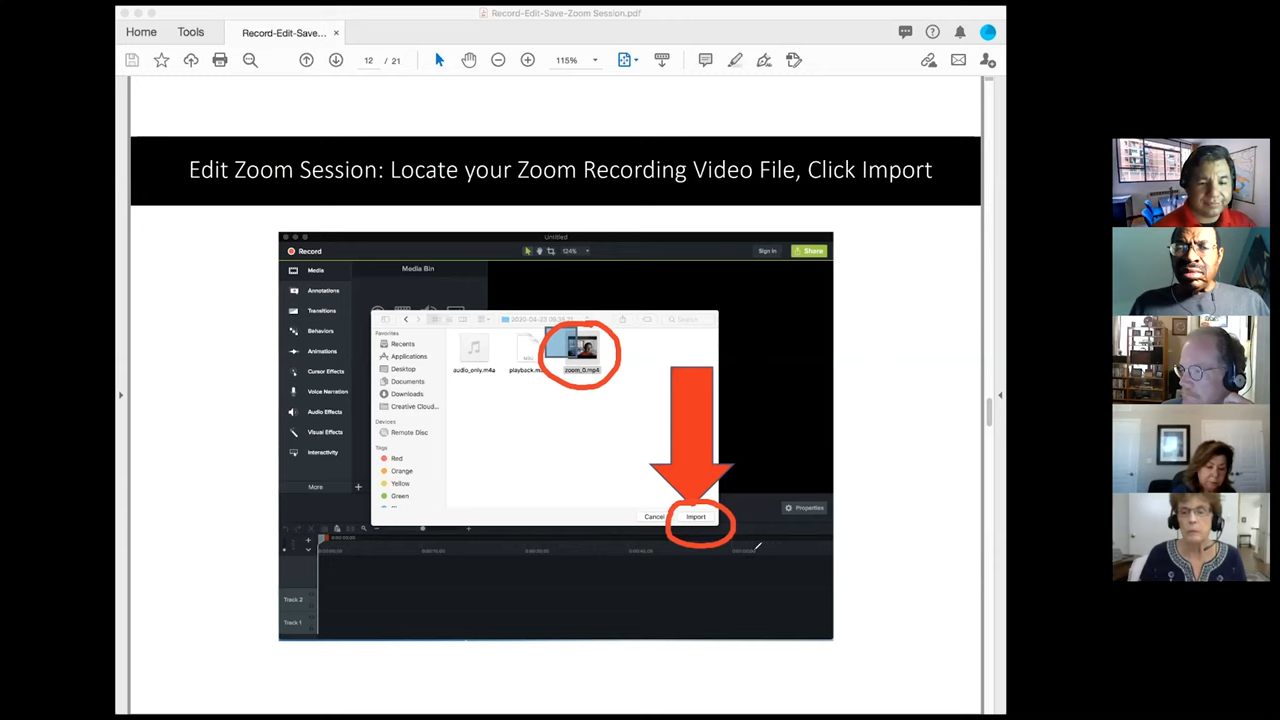 Record-Edit-Save-Zoom Session.pdf
Home Tools Record-Edit-Save... ×
12 / 21 115%
Edit Zoom Session: Locate your Zoom Recording Video File, Click Import
Untitled
Record 124% Sign In Share
Media
Media Bin
Annotations
Transitions
Behaviors
Animations
Cursor Effects
Voice Narration
Audio Effects
Visual Effects
Interactivity
More +
Search
Favorites
Recents
Applications
Desktop
Documents
Downloads
Creative Cloud...
Devices
Remote Disc
Tags
Red
Orange
Yellow
Green
audio_only.m4a
zoom_0.mp4
Cancel Import
Properties
Track 2
Track 1